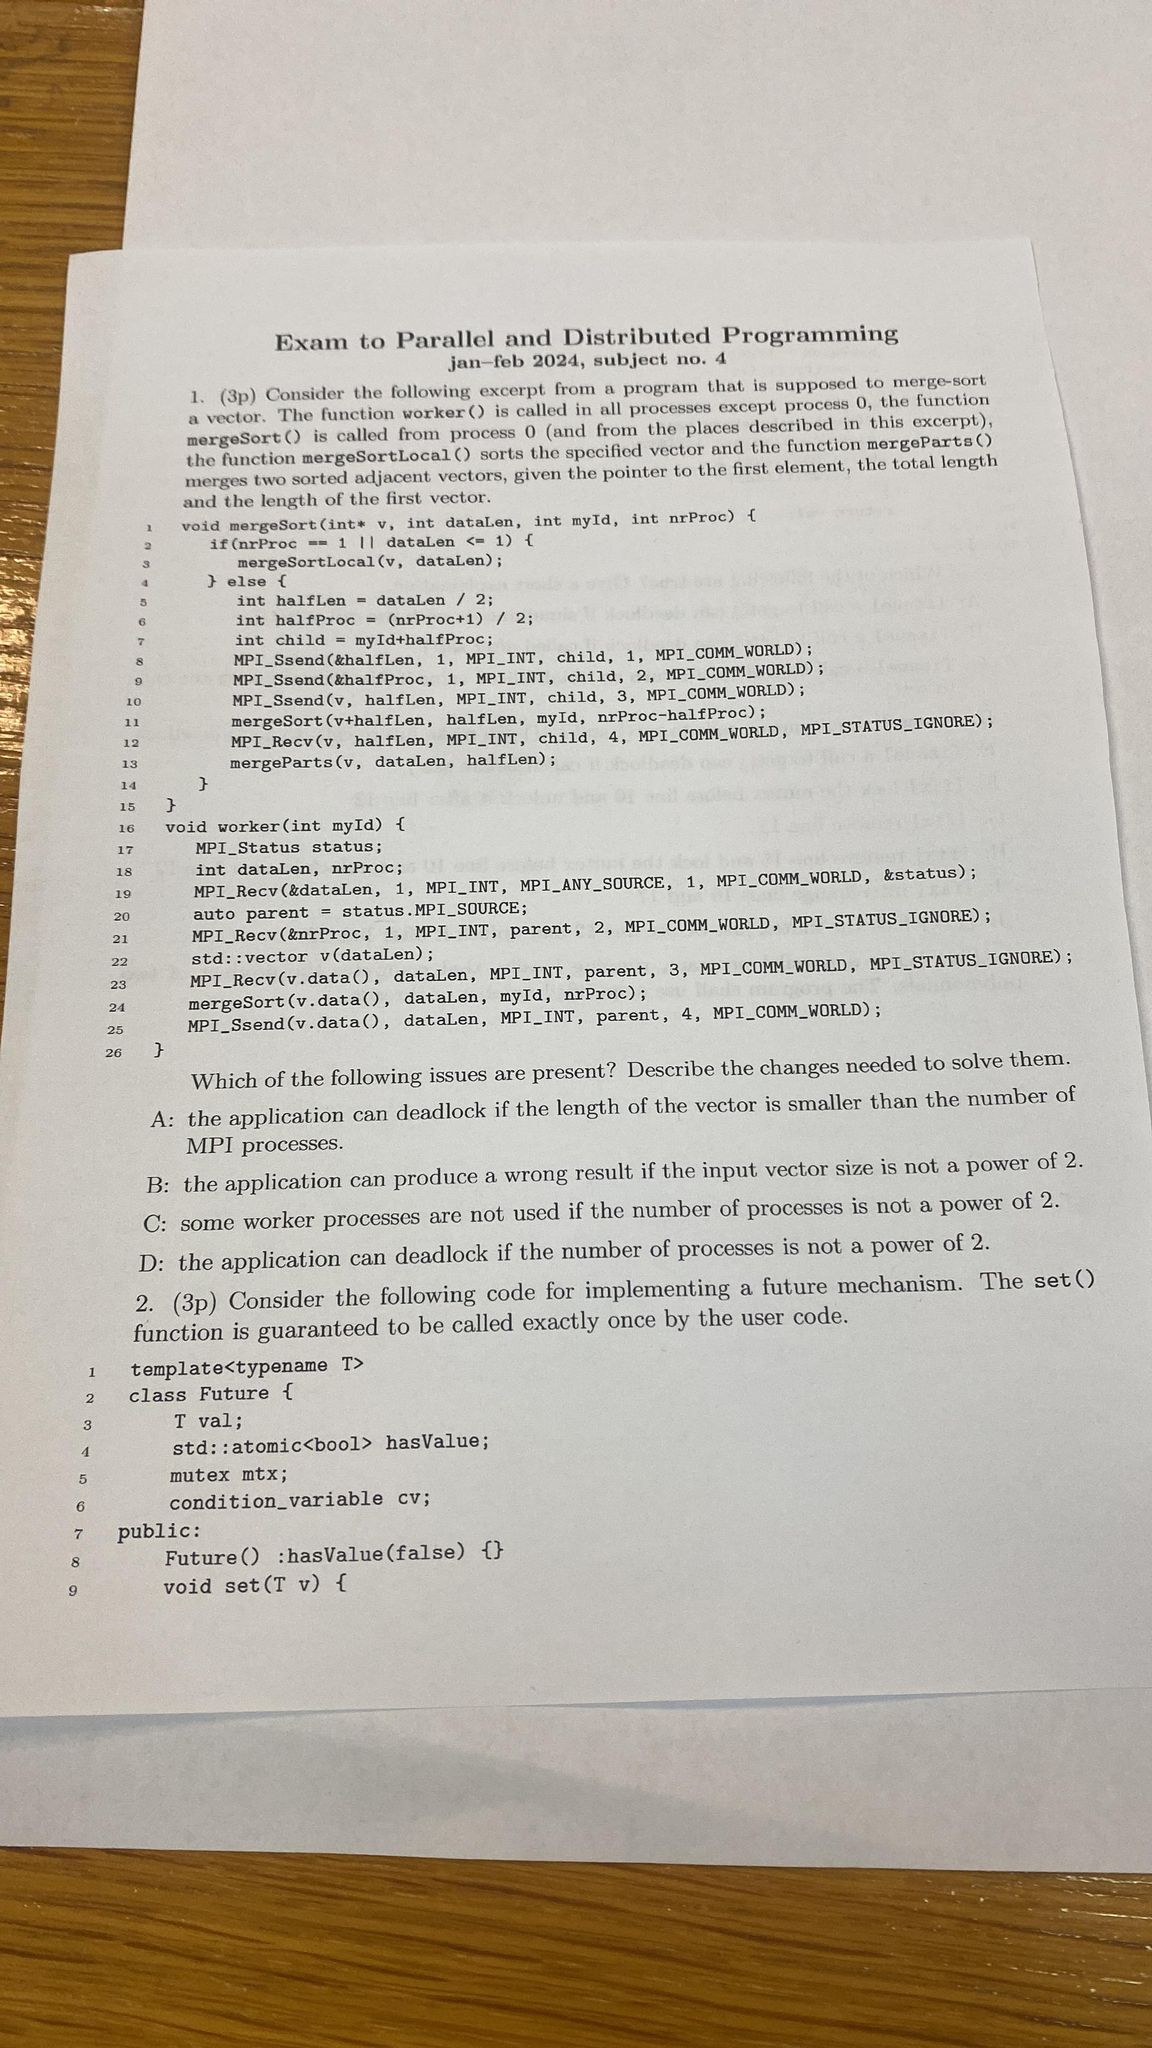 Exam to Parallel and Distributed Programming
jan–feb 2024, subject no. 4
1. (3p) Consider the following excerpt from a program that is supposed to merge-sort
a vector. The function worker() is called in all processes except process 0, the function
mergeSort() is called from process 0 (and from the places described in this excerpt),
the function mergeSortLocal() sorts the specified vector and the function mergeParts()
merges two sorted adjacent vectors, given the pointer to the first element, the total length
and the length of the first vector.
1 void mergeSort(int* v, int dataLen, int myId, int nrProc) {
2 if(nrProc == 1 || dataLen <= 1) {
3 mergeSortLocal(v, dataLen);
4 } else {
5 int halfLen = dataLen / 2;
6 int halfProc = (nrProc+1) / 2;
7 int child = myId+halfProc;
8 MPI_Ssend(&halfLen, 1, MPI_INT, child, 1, MPI_COMM_WORLD);
9 MPI_Ssend(&halfProc, 1, MPI_INT, child, 2, MPI_COMM_WORLD);
10 MPI_Ssend(v, halfLen, MPI_INT, child, 3, MPI_COMM_WORLD);
11 mergeSort(v+halfLen, halfLen, myId, nrProc-halfProc);
12 MPI_Recv(v, halfLen, MPI_INT, child, 4, MPI_COMM_WORLD, MPI_STATUS_IGNORE);
13 mergeParts(v, dataLen, halfLen);
14 }
15 }
16 void worker(int myId) {
17 MPI_Status status;
18 int dataLen, nrProc;
19 MPI_Recv(&dataLen, 1, MPI_INT, MPI_ANY_SOURCE, 1, MPI_COMM_WORLD, &status);
20 auto parent = status.MPI_SOURCE;
21 MPI_Recv(&nrProc, 1, MPI_INT, parent, 2, MPI_COMM_WORLD, MPI_STATUS_IGNORE);
22 std::vector v(dataLen);
23 MPI_Recv(v.data(), dataLen, MPI_INT, parent, 3, MPI_COMM_WORLD, MPI_STATUS_IGNORE);
24 mergeSort(v.data(), dataLen, myId, nrProc);
25 MPI_Ssend(v.data(), dataLen, MPI_INT, parent, 4, MPI_COMM_WORLD);
26 }
Which of the following issues are present? Describe the changes needed to solve them.
A: the application can deadlock if the length of the vector is smaller than the number of
MPI processes.
B: the application can produce a wrong result if the input vector size is not a power of 2.
C: some worker processes are not used if the number of processes is not a power of 2.
D: the application can deadlock if the number of processes is not a power of 2.
2. (3p) Consider the following code for implementing a future mechanism. The set()
function is guaranteed to be called exactly once by the user code.
1 template<typename T>
2 class Future {
3 T val;
4 std::atomic<bool> hasValue;
5 mutex mtx;
6 condition_variable cv;
7 public:
8 Future() :hasValue(false) {}
9 void set(T v) {